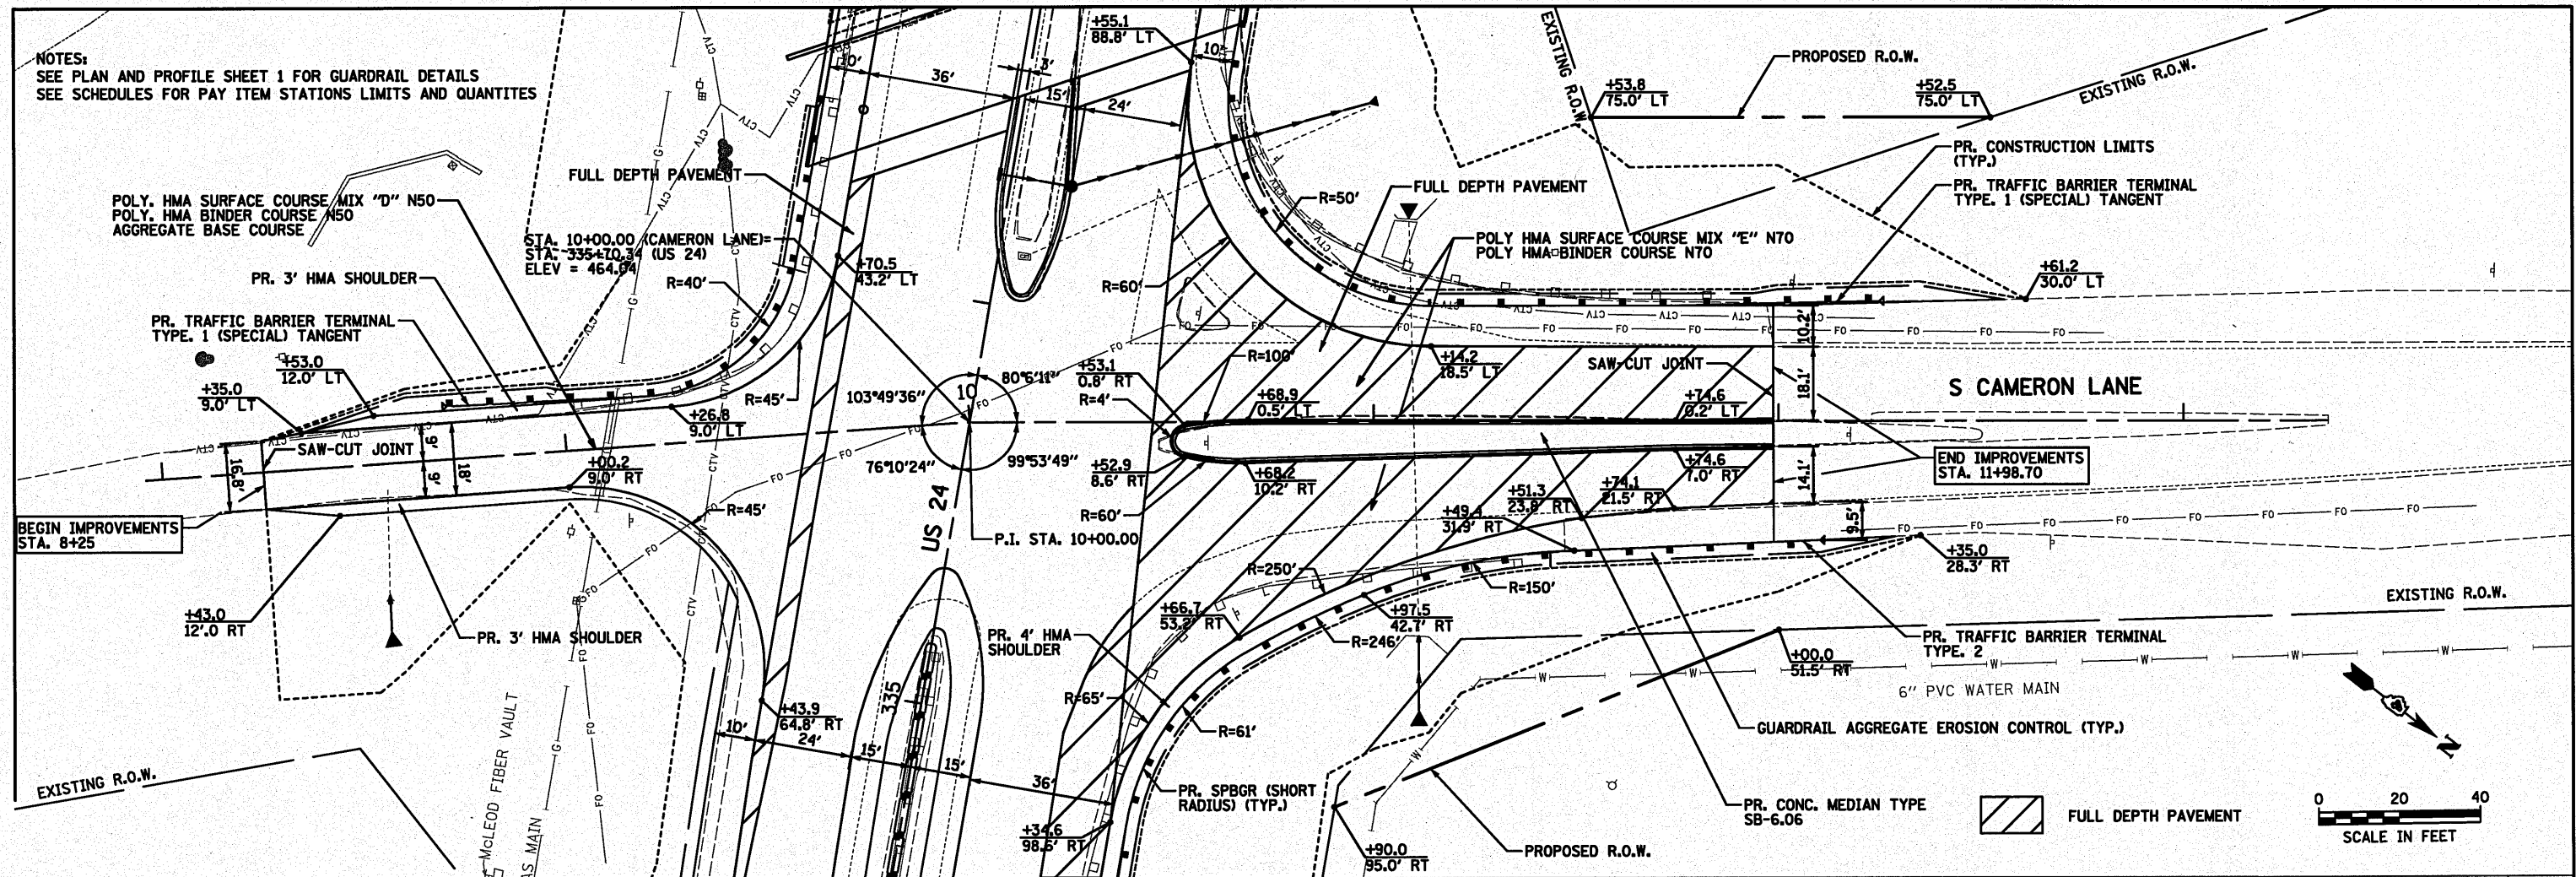 NOTES:
SEE PLAN AND PROFILE SHEET 1 FOR GUARDRAIL DETAILS
SEE SCHEDULES FOR PAY ITEM STATIONS LIMITS AND QUANTITES
POLY. HMA SURFACE COURSE MIX "D" N50
POLY. HMA BINDER COURSE N50
AGGREGATE BASE COURSE
FULL DEPTH PAVEMENT
STA. 10+00.00 (CAMERON LANE)=
STA. 335+70.34 (US 24)
ELEV = 464.04
PR. 3' HMA SHOULDER
PR. TRAFFIC BARRIER TERMINAL
TYPE. 1 (SPECIAL) TANGENT
+53.0
12.0' LT
+35.0
9.0' LT
SAW-CUT JOINT
16.8'
9'
9'
18'
BEGIN IMPROVEMENTS
STA. 8+25
+43.0
12'.0 RT
PR. 3' HMA SHOULDER
EXISTING R.O.W.
McLEOD FIBER VAULT
AS MAIN
+00.2
9.0' RT
+26.8
9.0' LT
R=40'
R=45'
R=45'
+70.5
43.2' LT
10'
36'
3'
15'
24'
+55.1
88.8' LT
10'
103°49'36"
10
80°6'11"
76°10'24"
99°53'49"
US 24
P.I. STA. 10+00.00
335
+43.9
64.8' RT
10'
24'
15'
15'
36'
+34.6
98.6' RT
PR. 4' HMA
SHOULDER
R=65'
R=61'
PR. SPBGR (SHORT
RADIUS) (TYP.)
+66.7
53.2' RT
R=250'
R=246'
+97.5
42.7' RT
R=150'
+53.1
0.8' RT
R=4'
R=100'
+52.9
8.6' RT
R=60'
+68.9
0.5' LT
+68.2
10.2' RT
+14.2
18.5' LT
R=60'
R=50'
FULL DEPTH PAVEMENT
POLY HMA SURFACE COURSE MIX "E" N70
POLY HMA BINDER COURSE N70
EXISTING R.O.W.
+53.8
75.0' LT
PROPOSED R.O.W.
+52.5
75.0' LT
EXISTING R.O.W.
PR. CONSTRUCTION LIMITS
(TYP.)
PR. TRAFFIC BARRIER TERMINAL
TYPE. 1 (SPECIAL) TANGENT
+61.2
30.0' LT
10.2'
18.1'
14.1'
9.5'
SAW-CUT JOINT
S CAMERON LANE
+74.6
0.2' LT
+74.6
7.0' RT
+74.1
21.5' RT
+51.3
23.8' RT
+49.4
31.9' RT
END IMPROVEMENTS
STA. 11+98.70
+35.0
28.3' RT
EXISTING R.O.W.
PR. TRAFFIC BARRIER TERMINAL
TYPE. 2
+00.0
51.5' RT
6" PVC WATER MAIN
GUARDRAIL AGGREGATE EROSION CONTROL (TYP.)
PR. CONC. MEDIAN TYPE
SB-6.06
PROPOSED R.O.W.
+90.0
95.0' RT
FULL DEPTH PAVEMENT
N
0 20 40
SCALE IN FEET